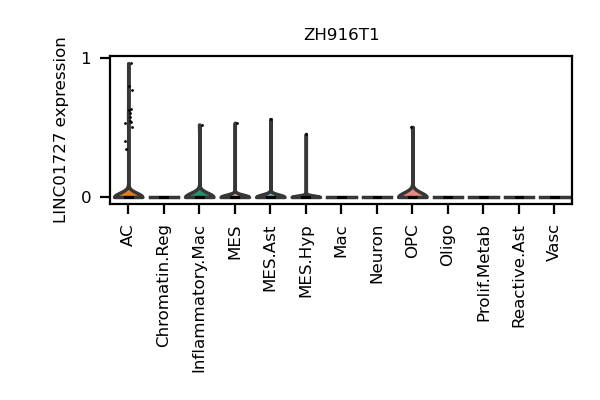 ZH916T1
LINC01727 expression
1
0
AC
Chromatin.Reg
Inflammatory.Mac
MES
MES.Ast
MES.Hyp
Mac
Neuron
OPC
Oligo
Prolif.Metab
Reactive.Ast
Vasc